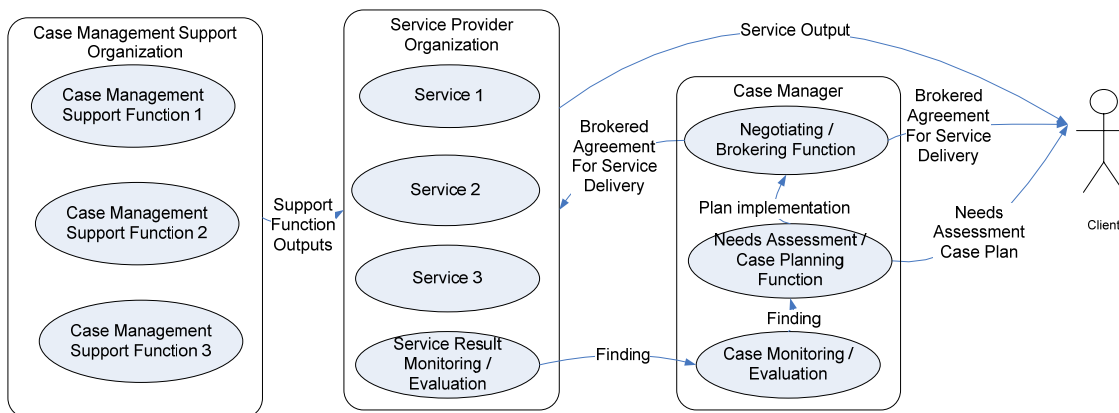 Case Management Support
Organization
Case Management
Support Function 1
Case Management
Support Function 2
Case Management
Support Function 3
Support
Function
Outputs
Service Provider
Organization
Service 1
Service 2
Service 3
Service Result
Monitoring /
Evaluation
Service Output
Brokered
Agreement
For Service
Delivery
Finding
Case Manager
Negotiating /
Brokering Function
Plan implementation
Needs Assessment /
Case Planning
Function
Finding
Case Monitoring /
Evaluation
Brokered
Agreement
For Service
Delivery
Needs
Assessment
Case Plan
Client